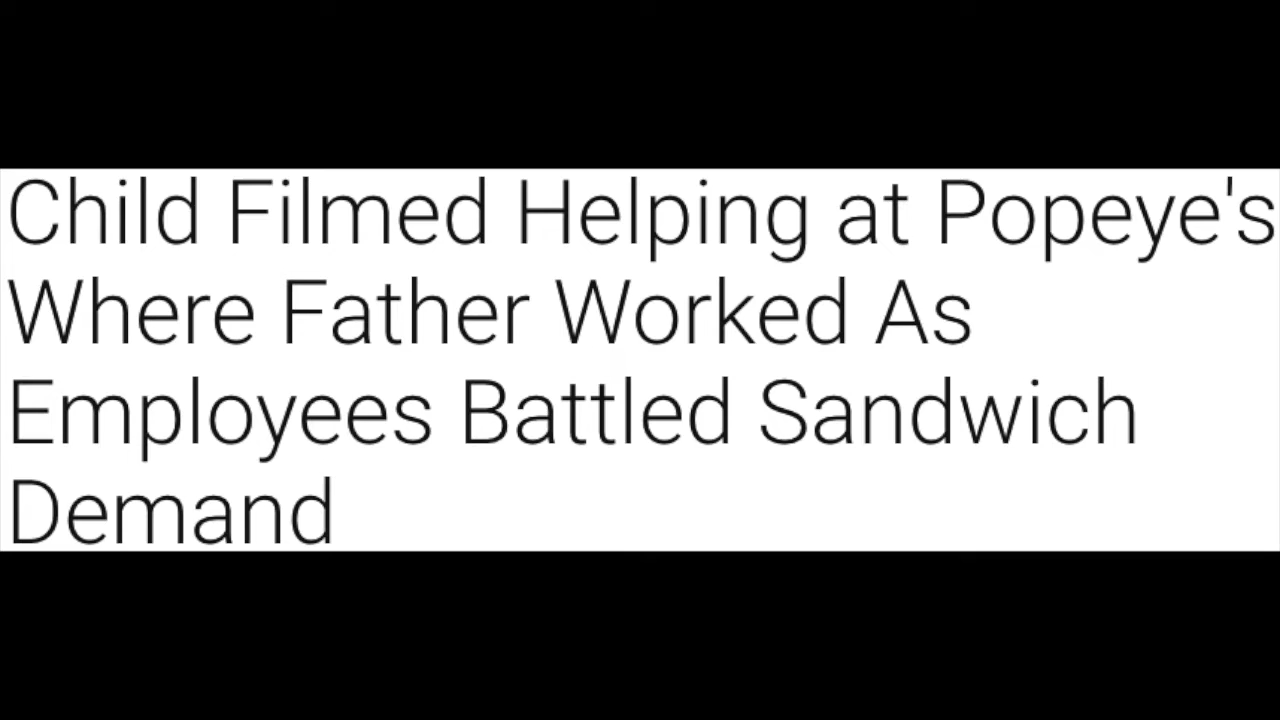 Child Filmed Helping at Popeye's
Where Father Worked As
Employees Battled Sandwich
Demand